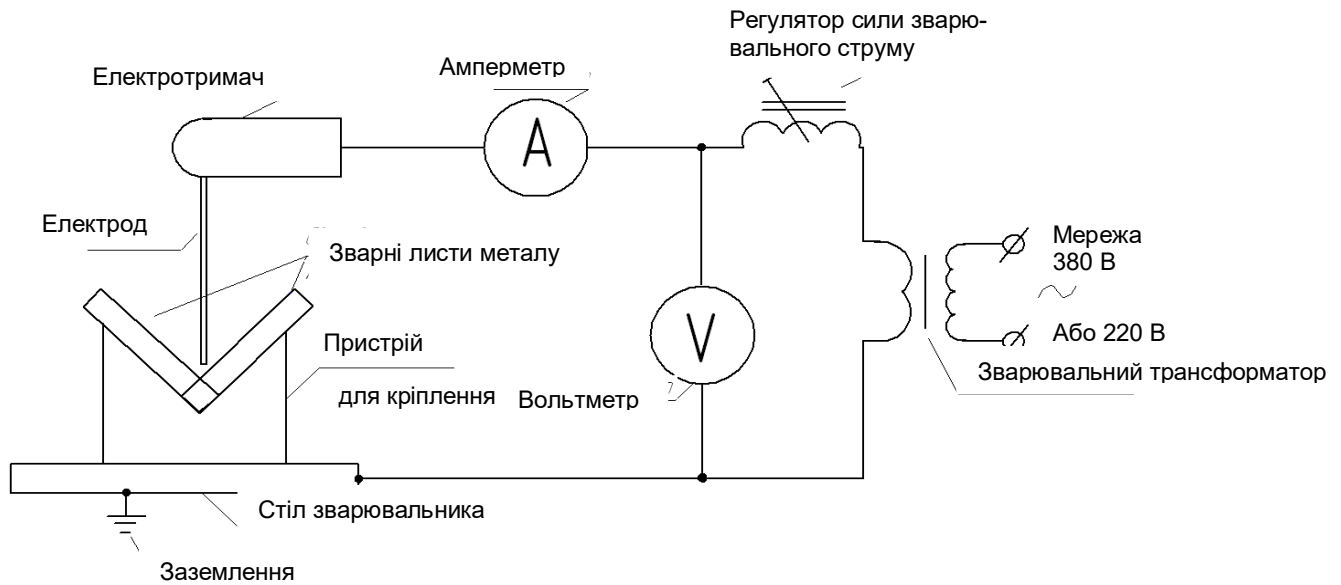 Регулятор сили зварю-
вального струму
Амперметр
Електротримач
A
Електрод
Зварні листи металу
Мережа
380 В
Або 220 В
Пристрій
для кріплення
V
Вольтметр
Зварювальний трансформатор
Стіл зварювальника
Заземлення